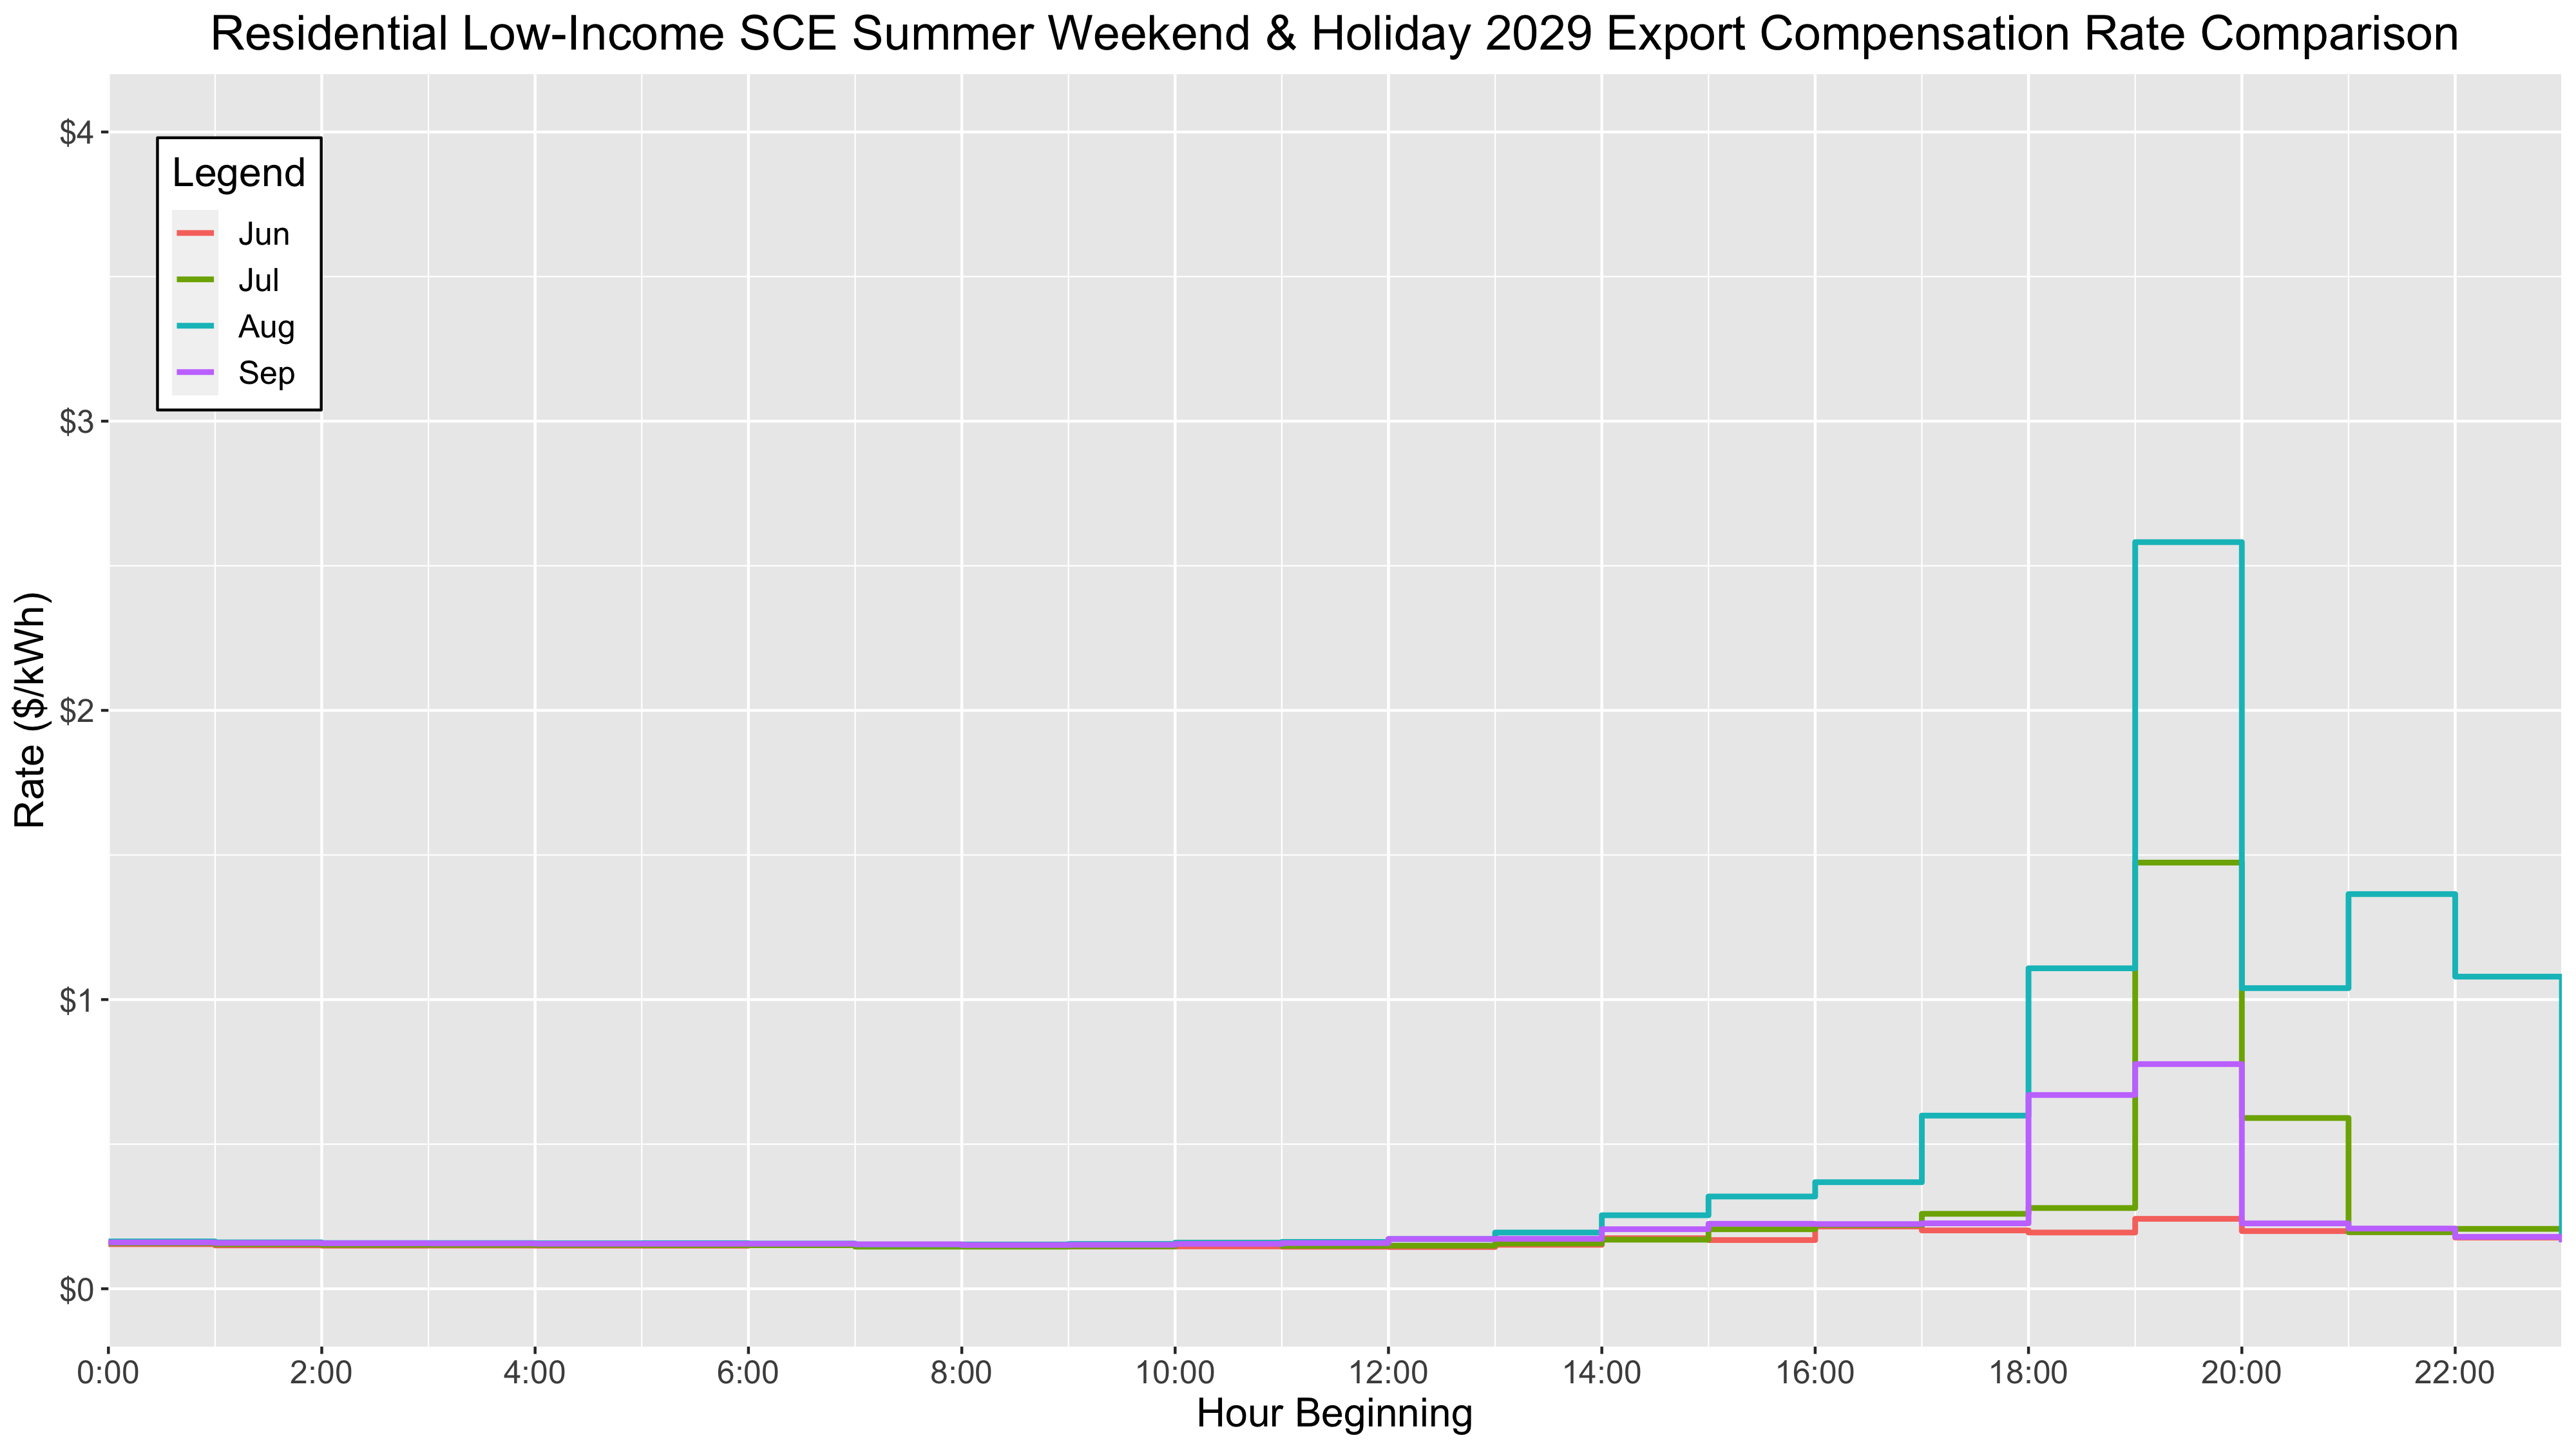 Residential Low-Income SCE Summer Weekend & Holiday 2029 Export Compensation Rate Comparison
$4
$3
$2
$1
$0
Rate ($/kWh)
Legend
Jun
Jul
Aug
Sep
0:00 2:00 4:00 6:00 8:00 10:00 12:00 14:00 16:00 18:00 20:00 22:00
Hour Beginning